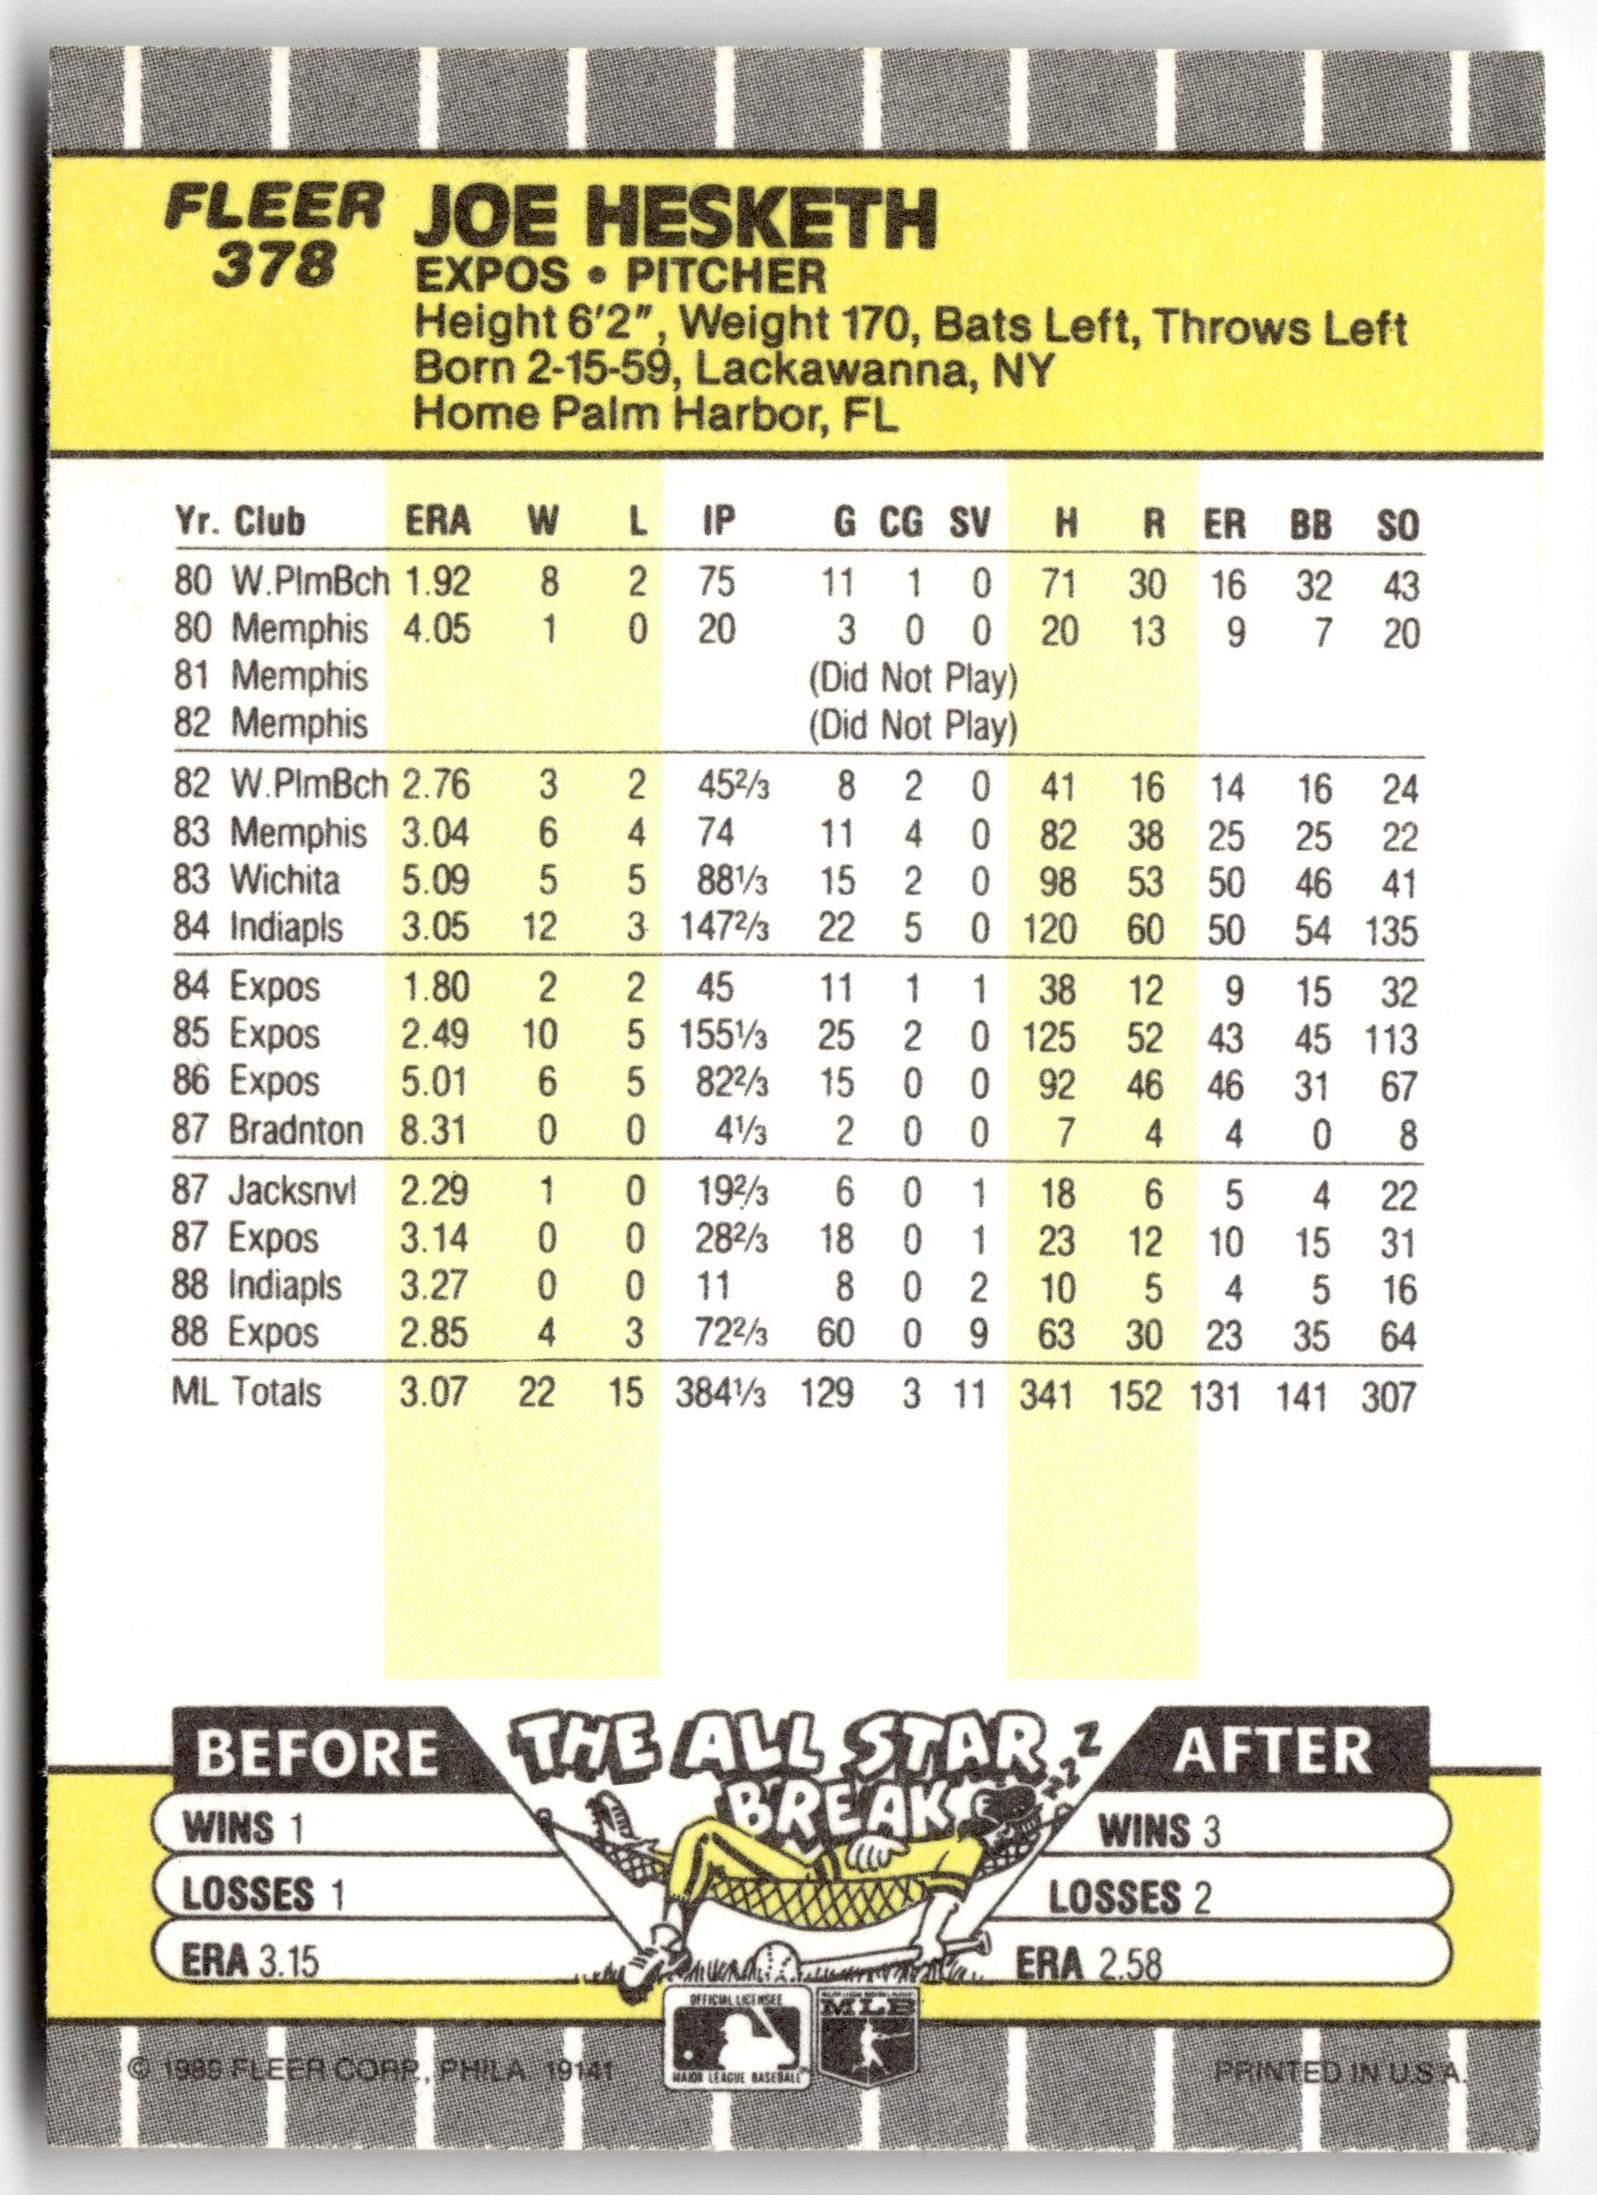 FLEER
378
JOE HESKETH
EXPOS • PITCHER
Height 6'2", Weight 170, Bats Left, Throws Left
Born 2-15-59, Lackawanna, NY
Home Palm Harbor, FL
Yr. Club ERA W L IP G CG SV H R ER BB SO
80 W.PlmBch 1.92 8 2 75 11 1 0 71 30 16 32 43
80 Memphis 4.05 1 0 20 3 0 0 20 13 9 7 20
81 Memphis (Did Not Play)
82 Memphis (Did Not Play)
82 W.PlmBch 2.76 3 2 45⅔ 8 2 0 41 16 14 16 24
83 Memphis 3.04 6 4 74 11 4 0 82 38 25 25 22
83 Wichita 5.09 5 5 88⅓ 15 2 0 98 53 50 46 41
84 Indiapls 3.05 12 3 147⅔ 22 5 0 120 60 50 54 135
84 Expos 1.80 2 2 45 11 1 1 38 12 9 15 32
85 Expos 2.49 10 5 155⅓ 25 2 0 125 52 43 45 113
86 Expos 5.01 6 5 82⅔ 15 0 0 92 46 46 31 67
87 Bradnton 8.31 0 0 4⅓ 2 0 0 7 4 4 0 8
87 Jacksnvl 2.29 1 0 19⅔ 6 0 1 18 6 5 4 22
87 Expos 3.14 0 0 28⅔ 18 0 1 23 12 10 15 31
88 Indiapls 3.27 0 0 11 8 0 2 10 5 4 5 16
88 Expos 2.85 4 3 72⅔ 60 0 9 63 30 23 35 64
ML Totals 3.07 22 15 384⅓ 129 3 11 341 152 131 141 307
BEFORE
THE ALL STAR
BREAK
ZZZZ
AFTER
WINS 1
LOSSES 1
ERA 3.15
WINS 3
LOSSES 2
ERA 2.58
OFFICIAL LICENSEE
MAJOR LEAGUE BASEBALL
MLB
© 1989 FLEER CORP., PHILA. 19141
PRINTED IN U.S.A.